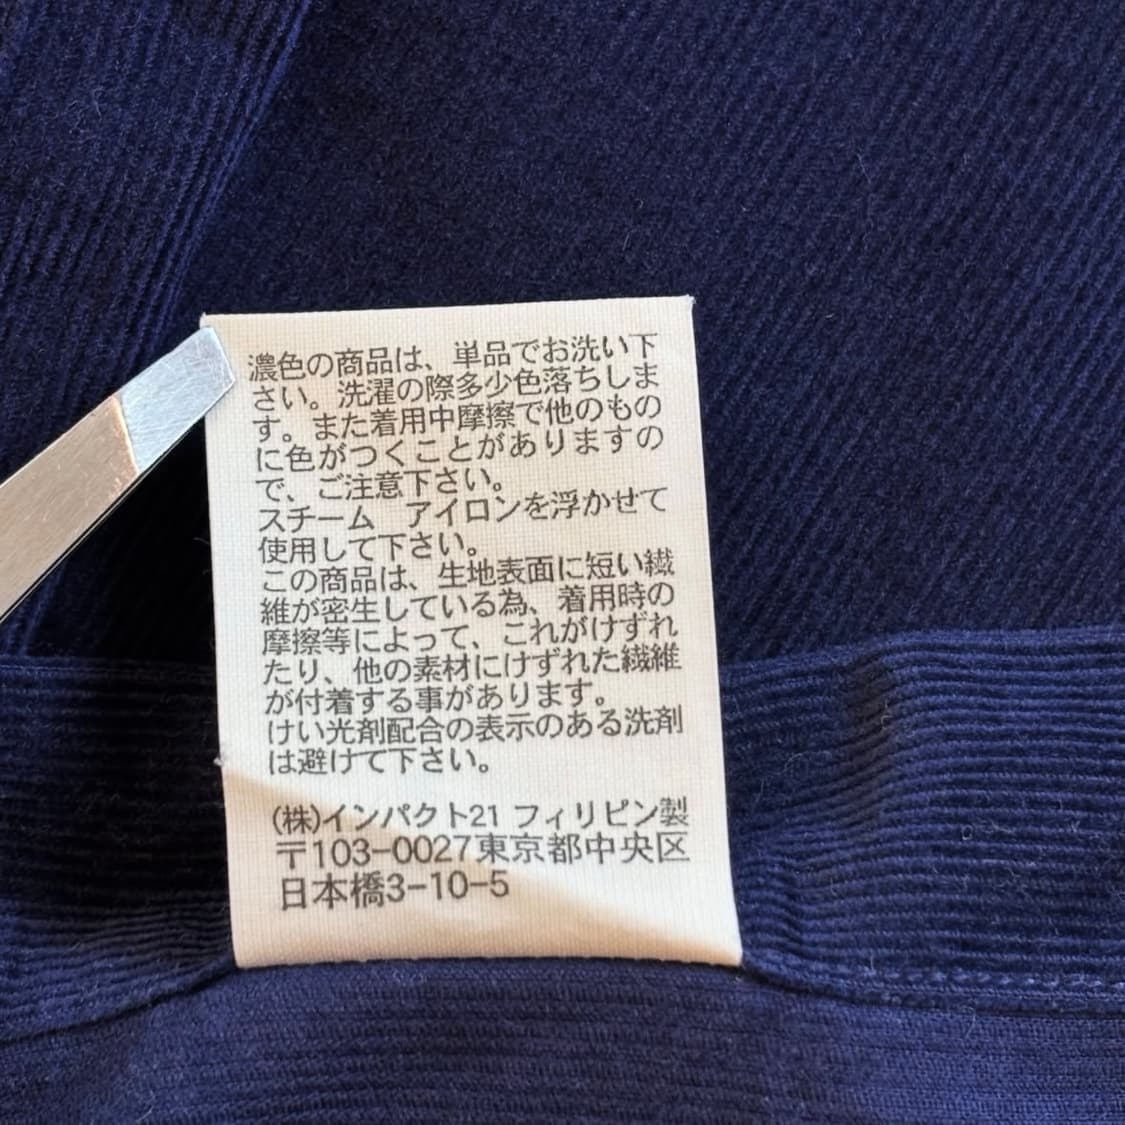 濃色の商品は、単品でお洗い下
さい。洗濯の際多少色落ちしま
す。また着用中摩擦で他のもの
に色がつくことがありますの
で、ご注意下さい。
スチーム　アイロンを浮かせて
使用して下さい。
この商品は、生地表面に短い繊
維が密生している為、着用時の
摩擦等によって、これがけずれ
たり、他の素材にけずれた繊維
が付着する事があります。
けい光剤配合の表示のある洗剤
は避けて下さい。
(株)インパクト21 フィリピン製
〒103-0027東京都中央区
日本橋3-10-5